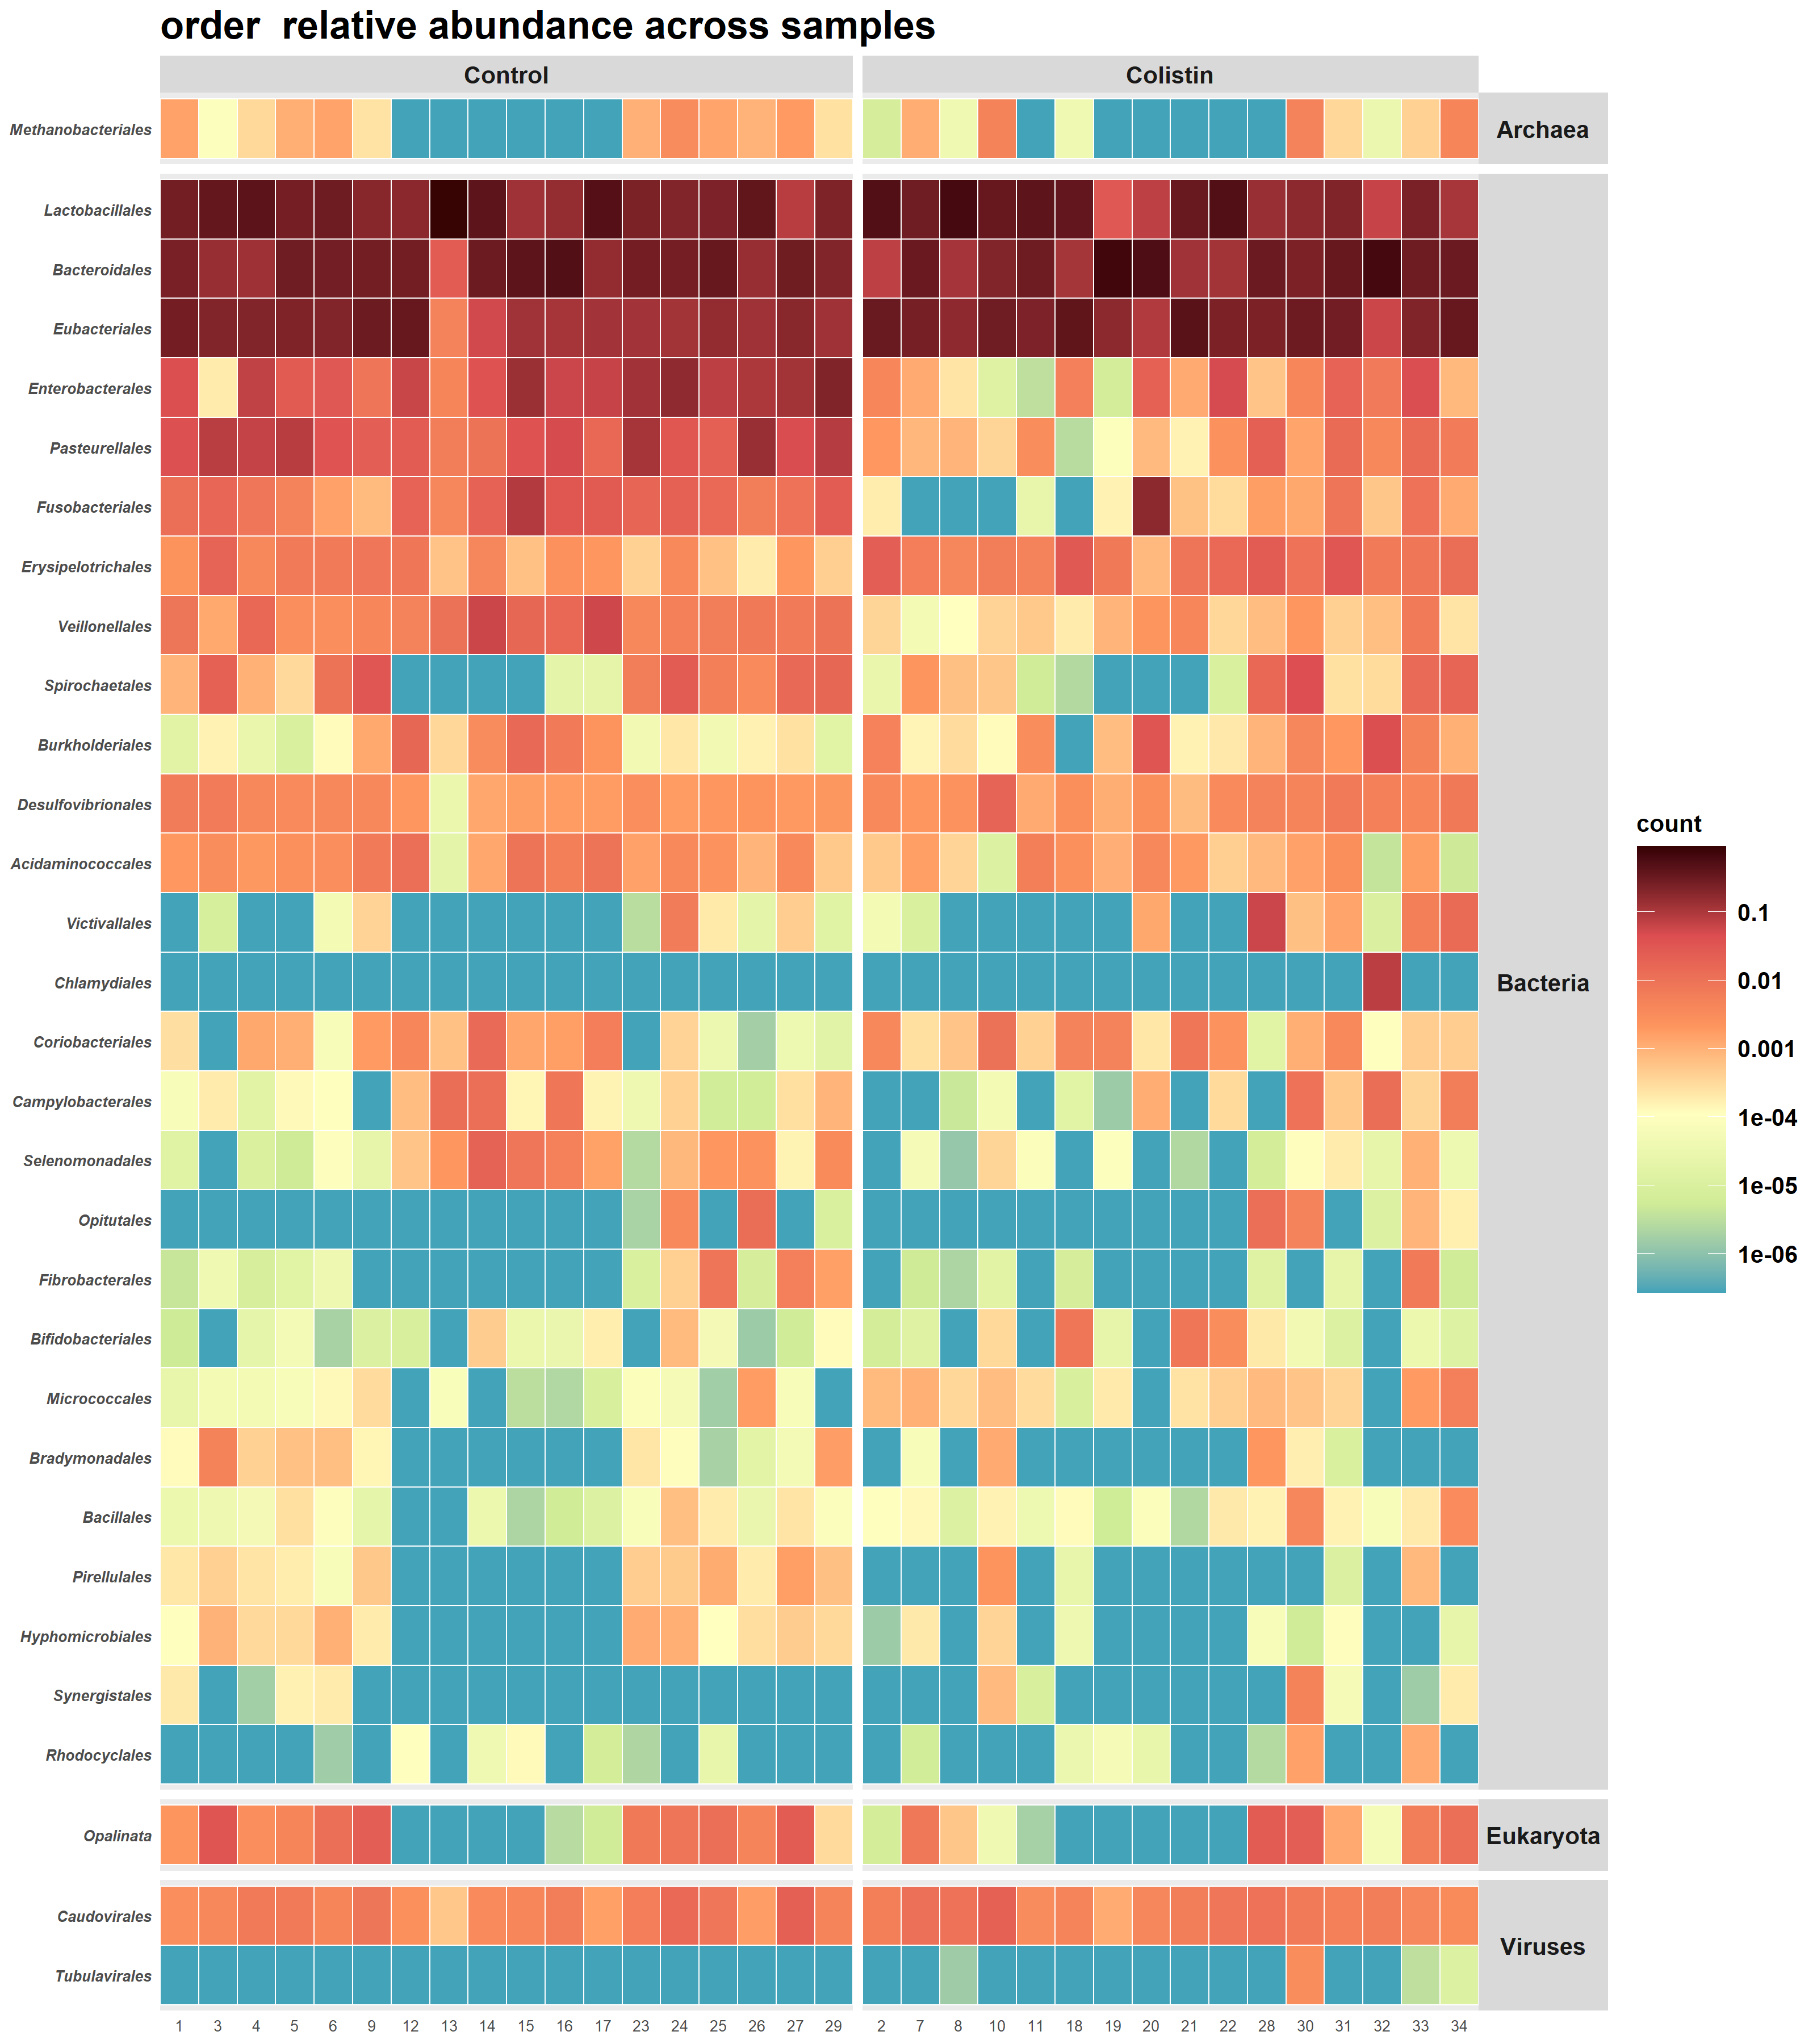 order  relative abundance across samples
Control
Colistin
Methanobacteriales
Archaea
Lactobacillales
Bacteroidales
Eubacteriales
Enterobacterales
Pasteurellales
Fusobacteriales
Erysipelotrichales
Veillonellales
Spirochaetales
Burkholderiales
Desulfovibrionales
Acidaminococcales
Victivallales
Chlamydiales
Coriobacteriales
Campylobacterales
Selenomonadales
Opitutales
Fibrobacterales
Bifidobacteriales
Micrococcales
Bradymonadales
Bacillales
Pirellulales
Hyphomicrobiales
Synergistales
Rhodocyclales
Bacteria
Opalinata
Eukaryota
Caudovirales
Tubulavirales
Viruses
1 3 4 5 6 9 12 13 14 15 16 17 23 24 25 26 27 29 2 7 8 10 11 18 19 20 21 22 28 30 31 32 33 34
count
0.1
0.01
0.001
1e-04
1e-05
1e-06